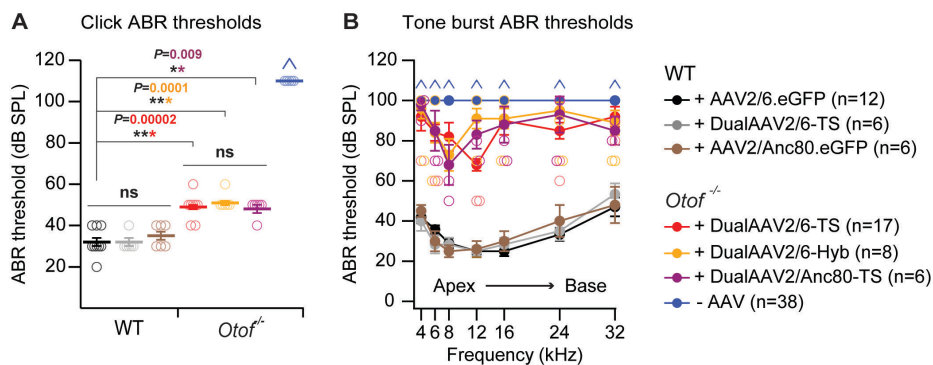 A Click ABR thresholds
ABR threshold (dB SPL)
120
100
80
60
40
20
P=0.009
**
P=0.0001
***
P=0.00002
***
ns
ns
WT
Otof-/-
B Tone burst ABR thresholds
ABR threshold (dB SPL)
120
100
80
60
40
20
0
Apex → Base
4 6 8 12 16 24 32
Frequency (kHz)
WT
+ AAV2/6.eGFP (n=12)
+ DualAAV2/6-TS (n=6)
+ AAV2/Anc80.eGFP (n=6)
Otof -/-
+ DualAAV2/6-TS (n=17)
+ DualAAV2/6-Hyb (n=8)
+ DualAAV2/Anc80-TS (n=6)
- AAV (n=38)